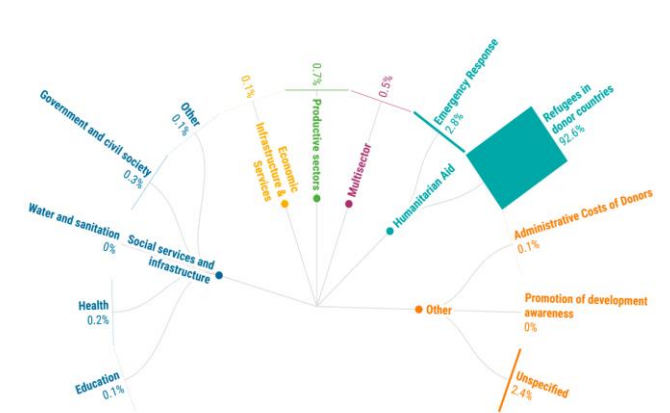 Government and civil society
0.3%
Other
0.1%
Water and sanitation
0%
Social services and
infrastructure
Health
0.2%
Education
0.1%
0.1%
Economic
Infrastructure &
Services
0.7%
Productive sectors
0.5%
Multisector
Emergency Response
2.8%
Humanitarian Aid
Refugees in
donor countries
92.6%
Administrative Costs of Donors
0.1%
Other
Promotion of development
awareness
0%
Unspecified
2.4%